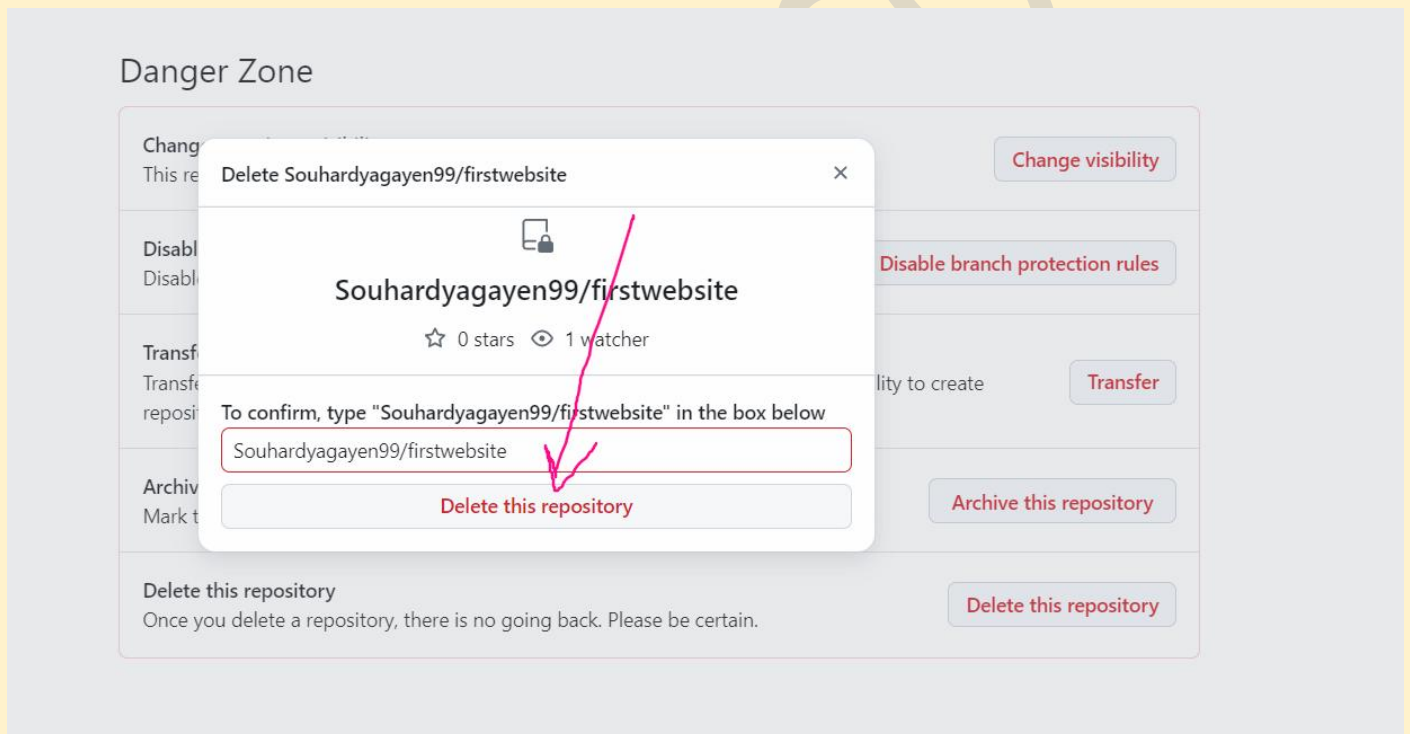 Danger Zone
Chang
This re
Change visibility
Delete Souhardyagayen99/firstwebsite
Souhardyagayen99/firstwebsite
0 stars 1 watcher
To confirm, type "Souhardyagayen99/firstwebsite" in the box below
Souhardyagayen99/firstwebsite
Delete this repository
Disabl
Disable
Disable branch protection rules
Transf
Transfe
lity to create
reposi
Transfer
Archiv
Mark t
Archive this repository
Delete this repository
Once you delete a repository, there is no going back. Please be certain.
Delete this repository